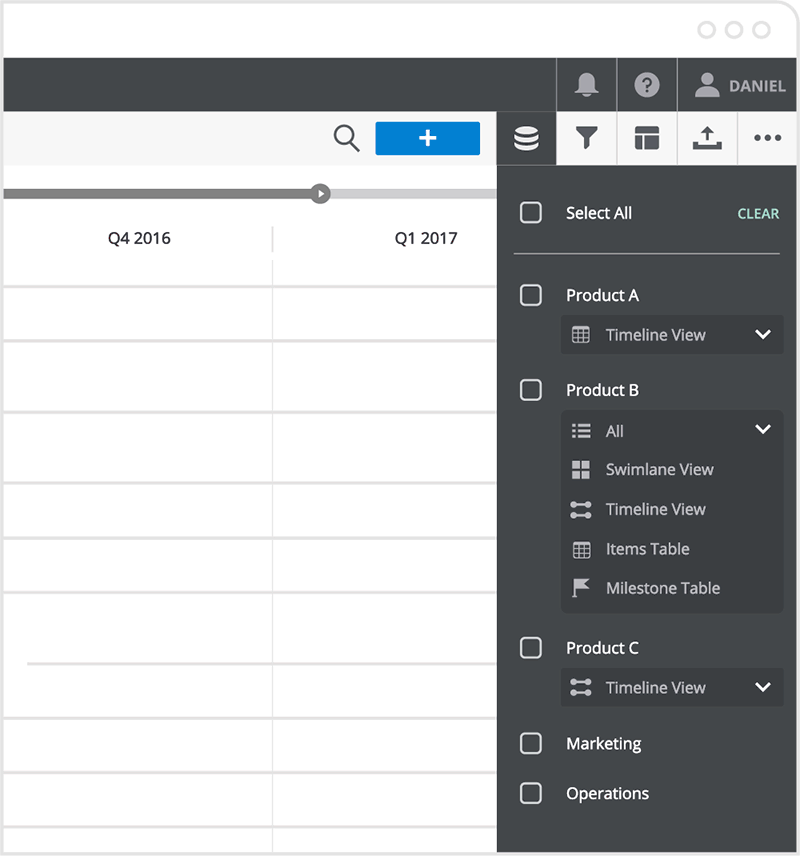 DANIEL
+
Q4 2016
Q1 2017
Select All
CLEAR
Product A
Timeline View
Product B
All
Swimlane View
Timeline View
Items Table
Milestone Table
Product C
Timeline View
Marketing
Operations